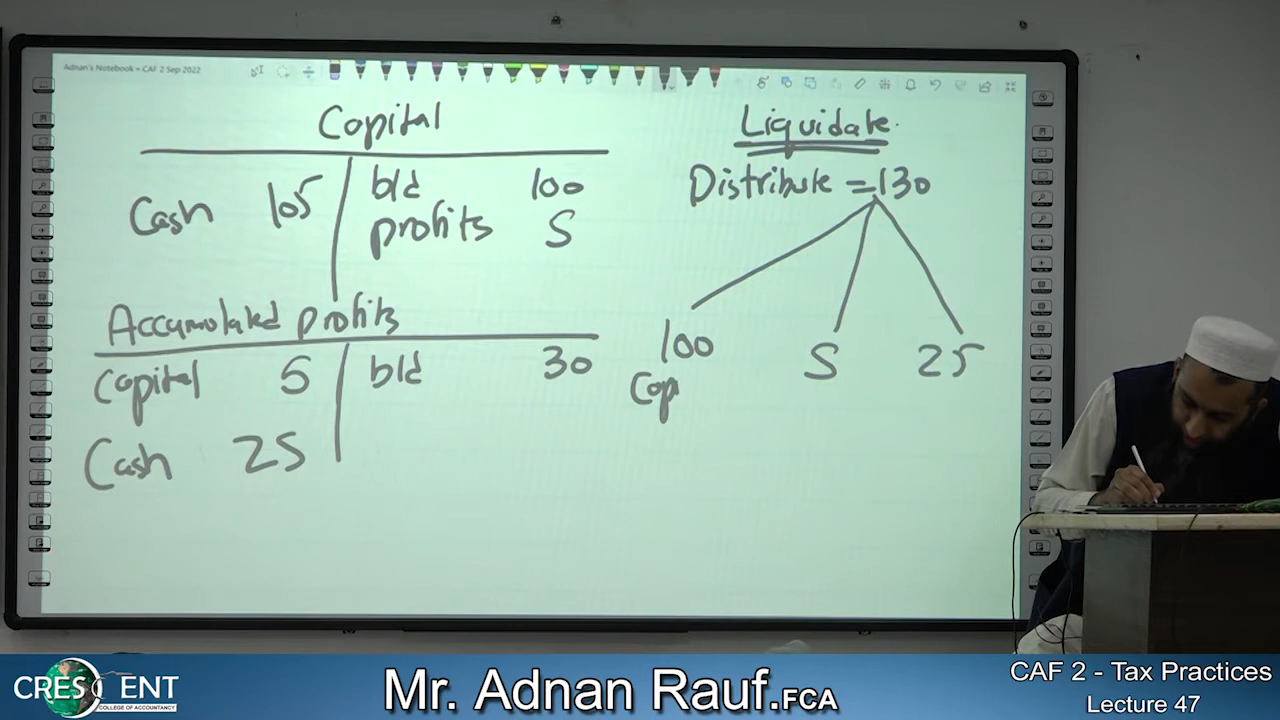 Adnan's Notebook - CAF 2 Sep 2022
Capital
Cash 105 b/d 100
profits 5
Accumulated profits
Capital 5 b/d 30
Cash 25
Liquidate.
Distribute = 130
100 5 25
Cap
CRESCENT
COLLEGE OF ACCOUNTANCY
Mr. Adnan Rauf.FCA
CAF 2 - Tax Practices
Lecture 47